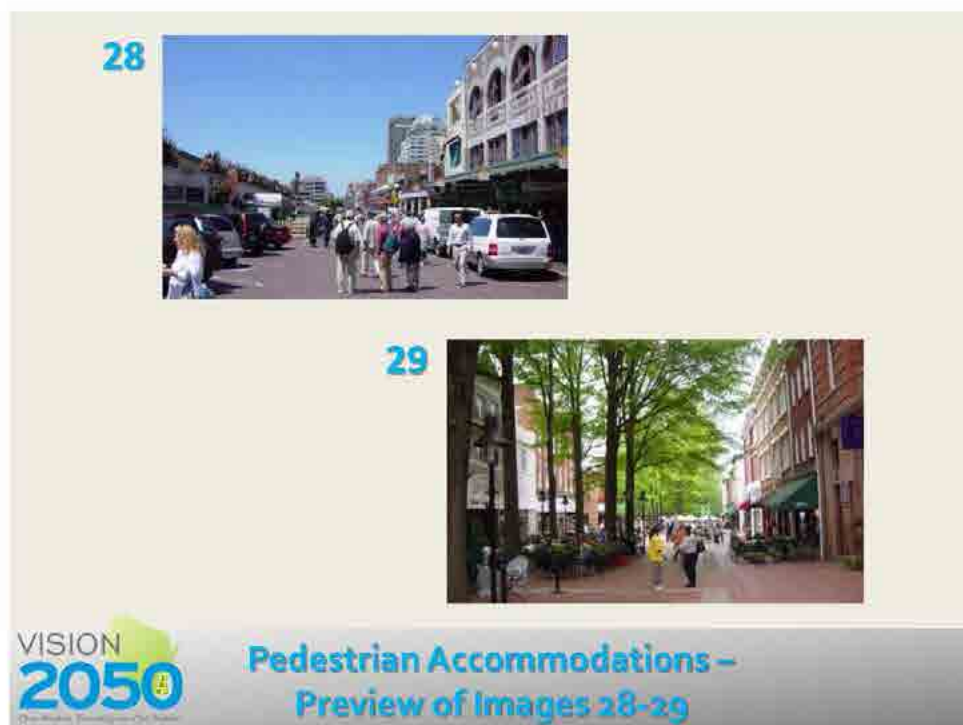 28
29
VISION
2050
Pedestrian Accommodations –
Preview of Images 28-29